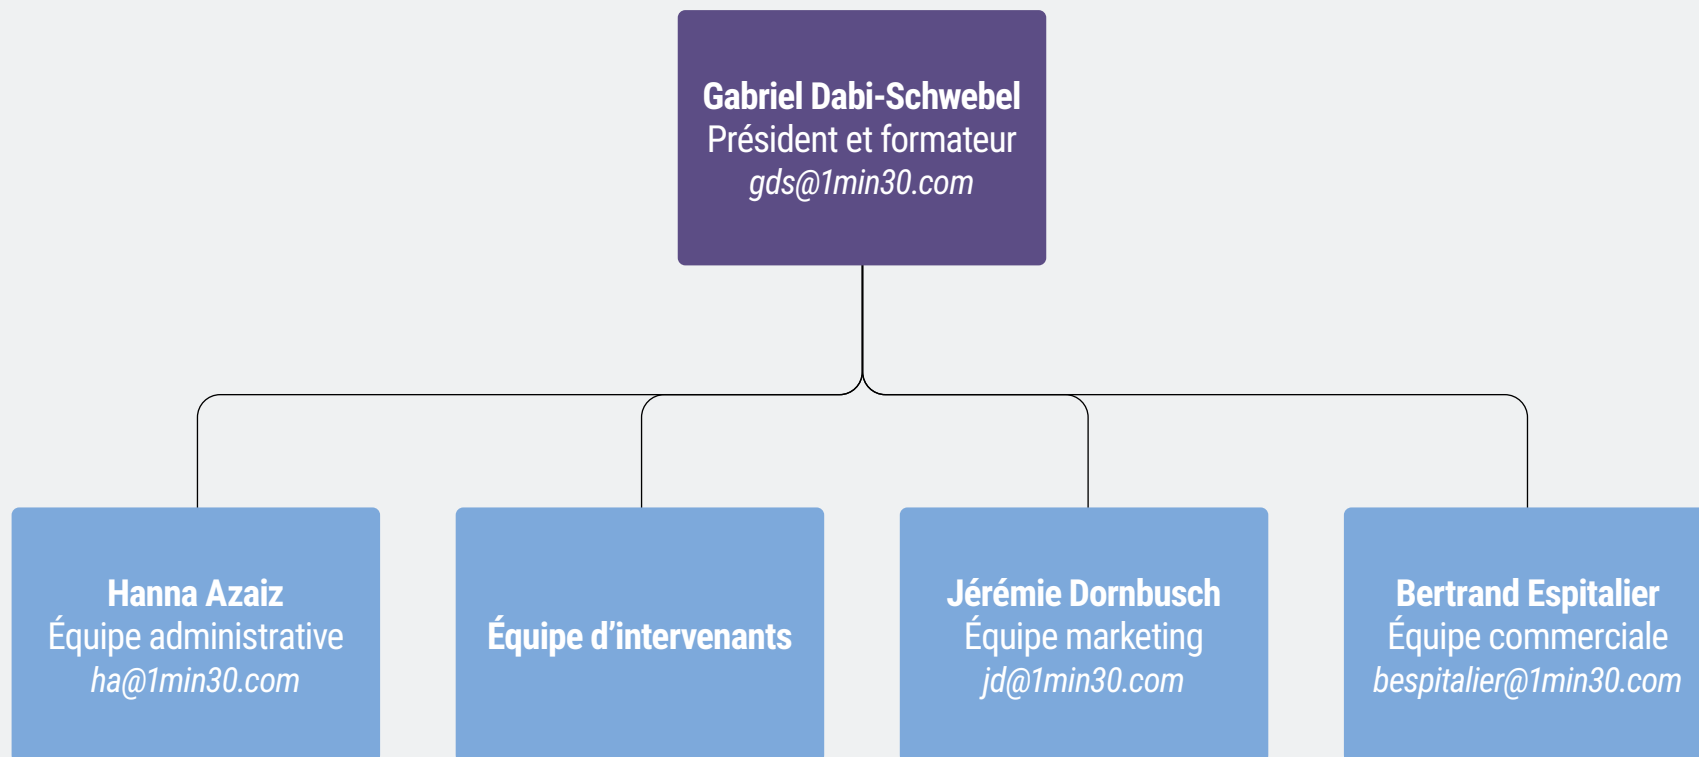 Gabriel Dabi-Schwebel
Président et formateur
gds@1min30.com
Hanna Azaiz
Équipe administrative
ha@1min30.com
Équipe d’intervenants
Jérémie Dornbusch
Équipe marketing
jd@1min30.com
Bertrand Espitalier
Équipe commerciale
bespitalier@1min30.com